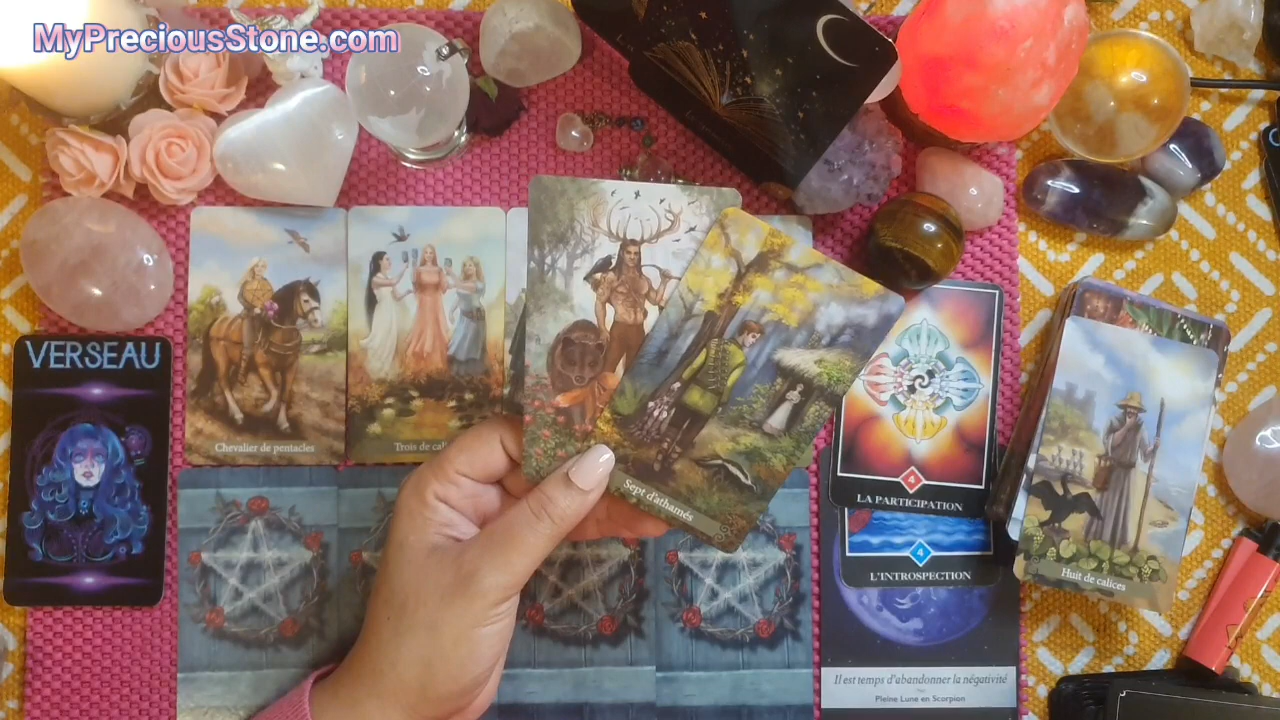 MyPreciousStone.com
VERSEAU
Chevalier de pentacles
Trois de cali
Sept d'athamés
4
LA PARTICIPATION
4
L'INTROSPECTION
Il est temps d'abandonner la négativité
Pleine Lune en Scorpion
Huit de calices